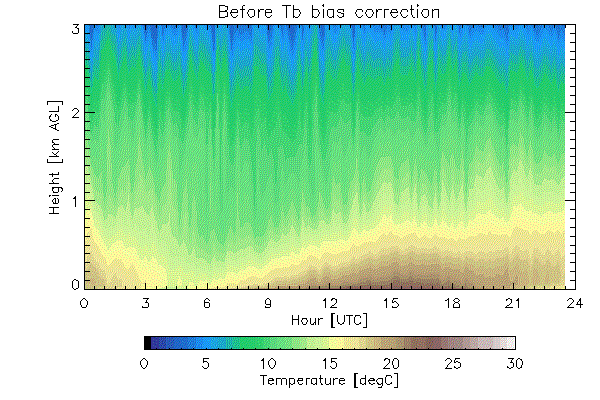 Before Tb bias correction
3
2
1
0
Height [km AGL]
0 3 6 9 12 15 18 21 24
Hour [UTC]
0 5 10 15 20 25 30
Temperature [degC]